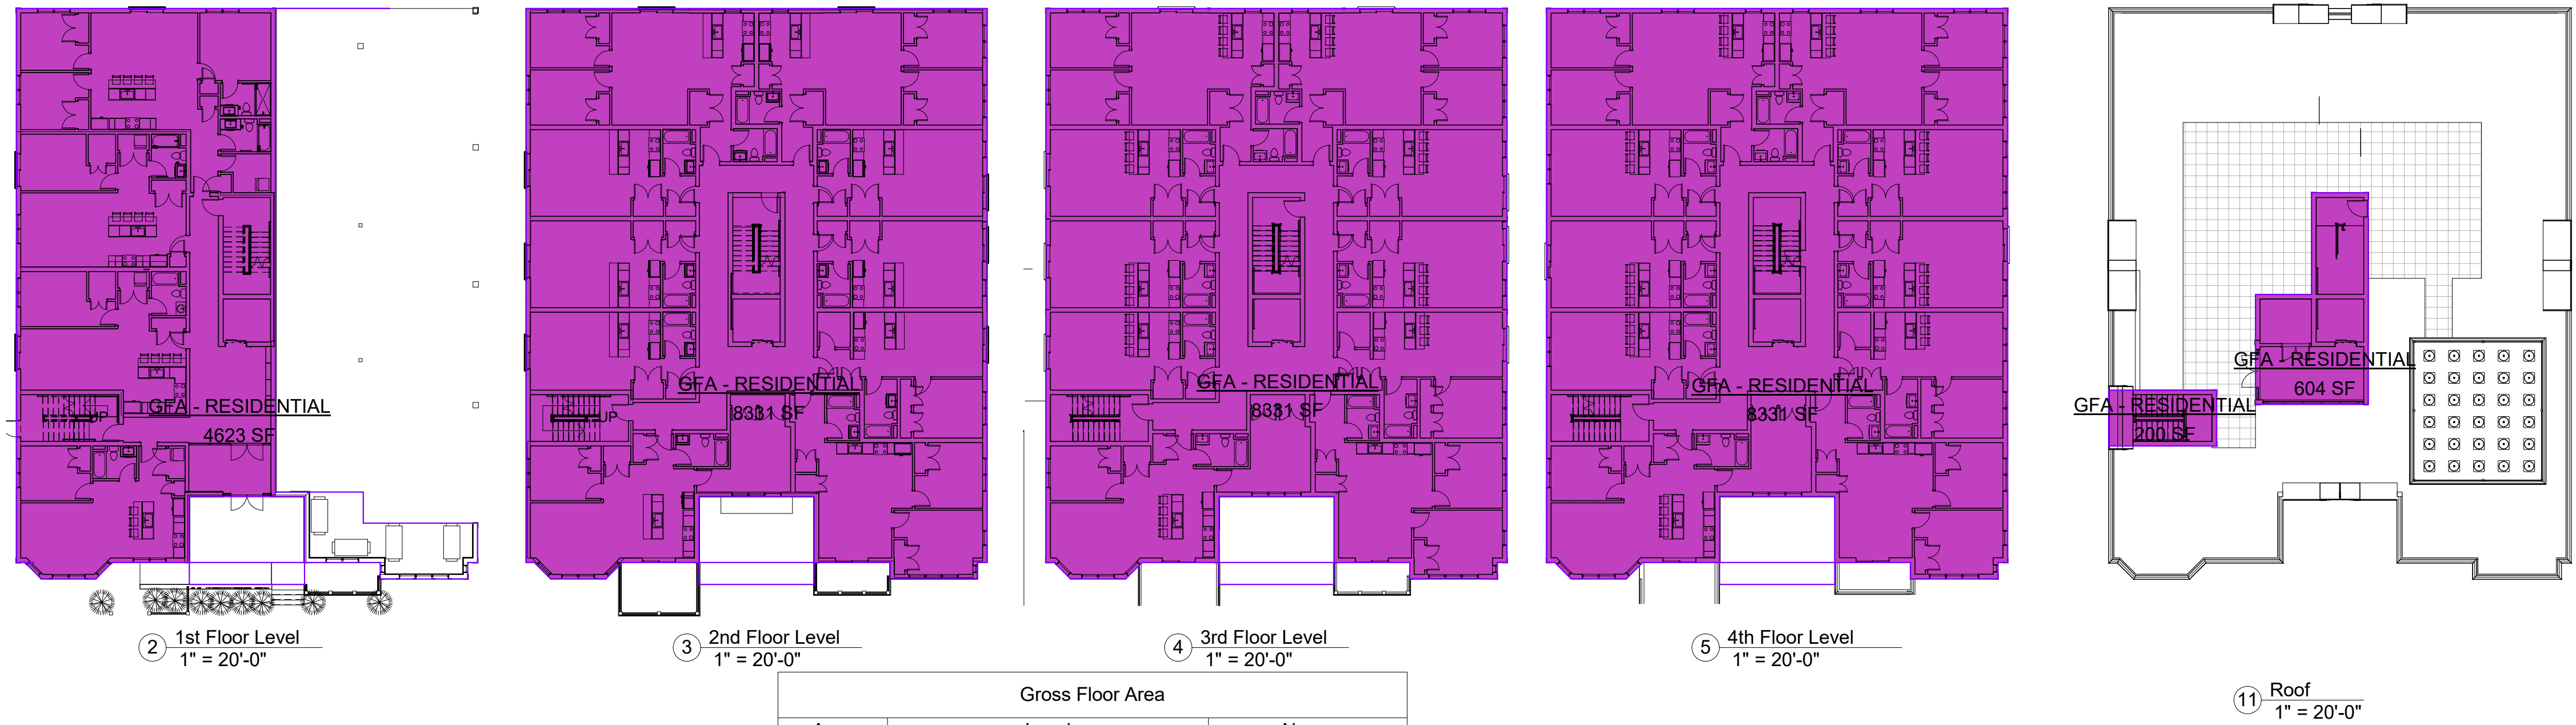 GFA - RESIDENTIAL
4623 SF
UP
2
1st Floor Level
1" = 20'-0"
GFA - RESIDENTIAL
8331 SF
UP
3
2nd Floor Level
1" = 20'-0"
GFA - RESIDENTIAL
8331 SF
4
3rd Floor Level
1" = 20'-0"
GFA - RESIDENTIAL
8331 SF
5
4th Floor Level
1" = 20'-0"
GFA - RESIDENTIAL
604 SF
GFA - RESIDENTIAL
200 SF
11
Roof
1" = 20'-0"
Gross Floor Area